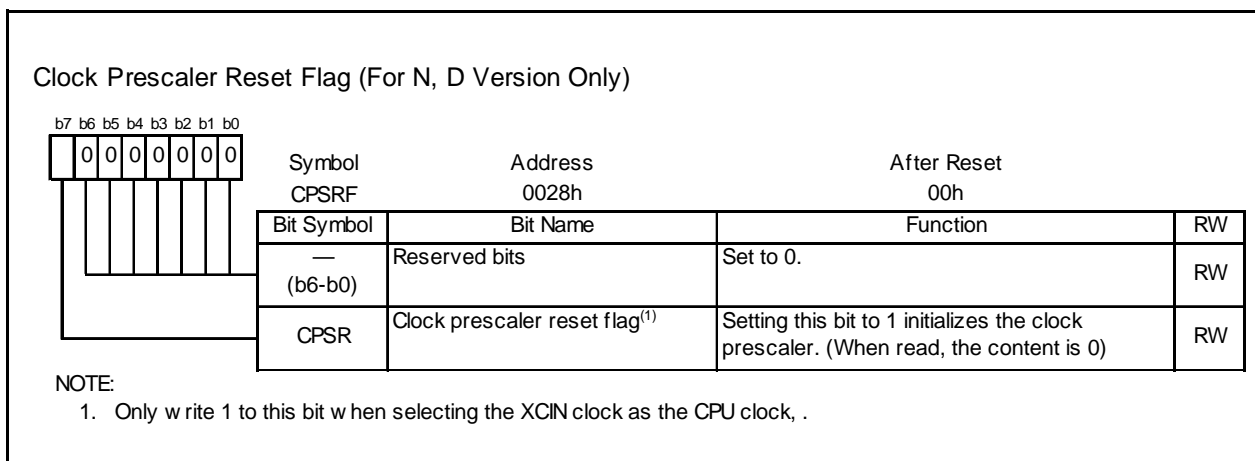 Clock Prescaler Reset Flag (For N, D Version Only)
b7 b6 b5 b4 b3 b2 b1 b0
0 0 0 0 0 0 0
Symbol Address After Reset
CPSRF 0028h 00h
Bit Symbol Bit Name Function RW
— (b6-b0) Reserved bits Set to 0. RW
CPSR Clock prescaler reset flag(1) Setting this bit to 1 initializes the clock
prescaler. (When read, the content is 0) RW
NOTE:
1. Only write 1 to this bit when selecting the XCIN clock as the CPU clock, .